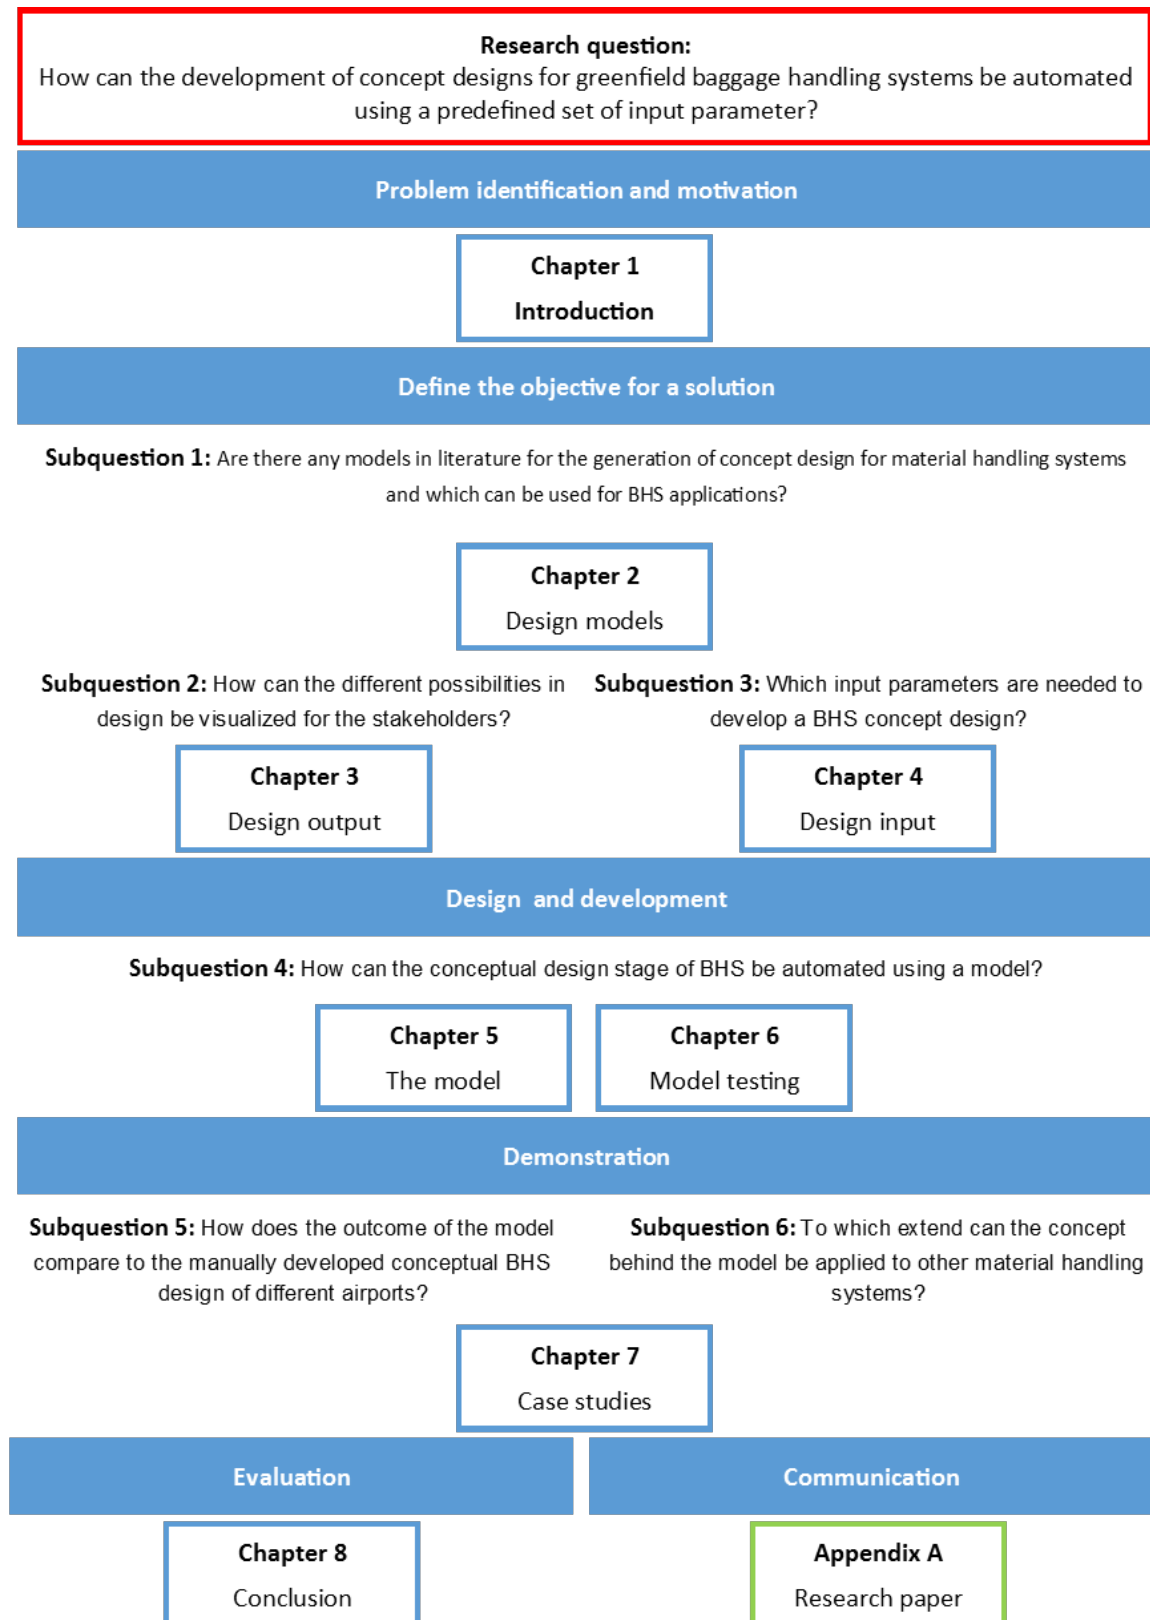 Research question:
How can the development of concept designs for greenfield baggage handling systems be automated
using a predefined set of input parameter?
Problem identification and motivation
Chapter 1
Introduction
Define the objective for a solution
Subquestion 1: Are there any models in literature for the generation of concept design for material handling systems
and which can be used for BHS applications?
Chapter 2
Design models
Subquestion 2: How can the different possibilities in
design be visualized for the stakeholders?
Chapter 3
Design output
Subquestion 3: Which input parameters are needed to
develop a BHS concept design?
Chapter 4
Design input
Design and development
Subquestion 4: How can the conceptual design stage of BHS be automated using a model?
Chapter 5
The model
Chapter 6
Model testing
Demonstration
Subquestion 5: How does the outcome of the model
compare to the manually developed conceptual BHS
design of different airports?
Subquestion 6: To which extend can the concept
behind the model be applied to other material handling
systems?
Chapter 7
Case studies
Evaluation
Chapter 8
Conclusion
Communication
Appendix A
Research paper